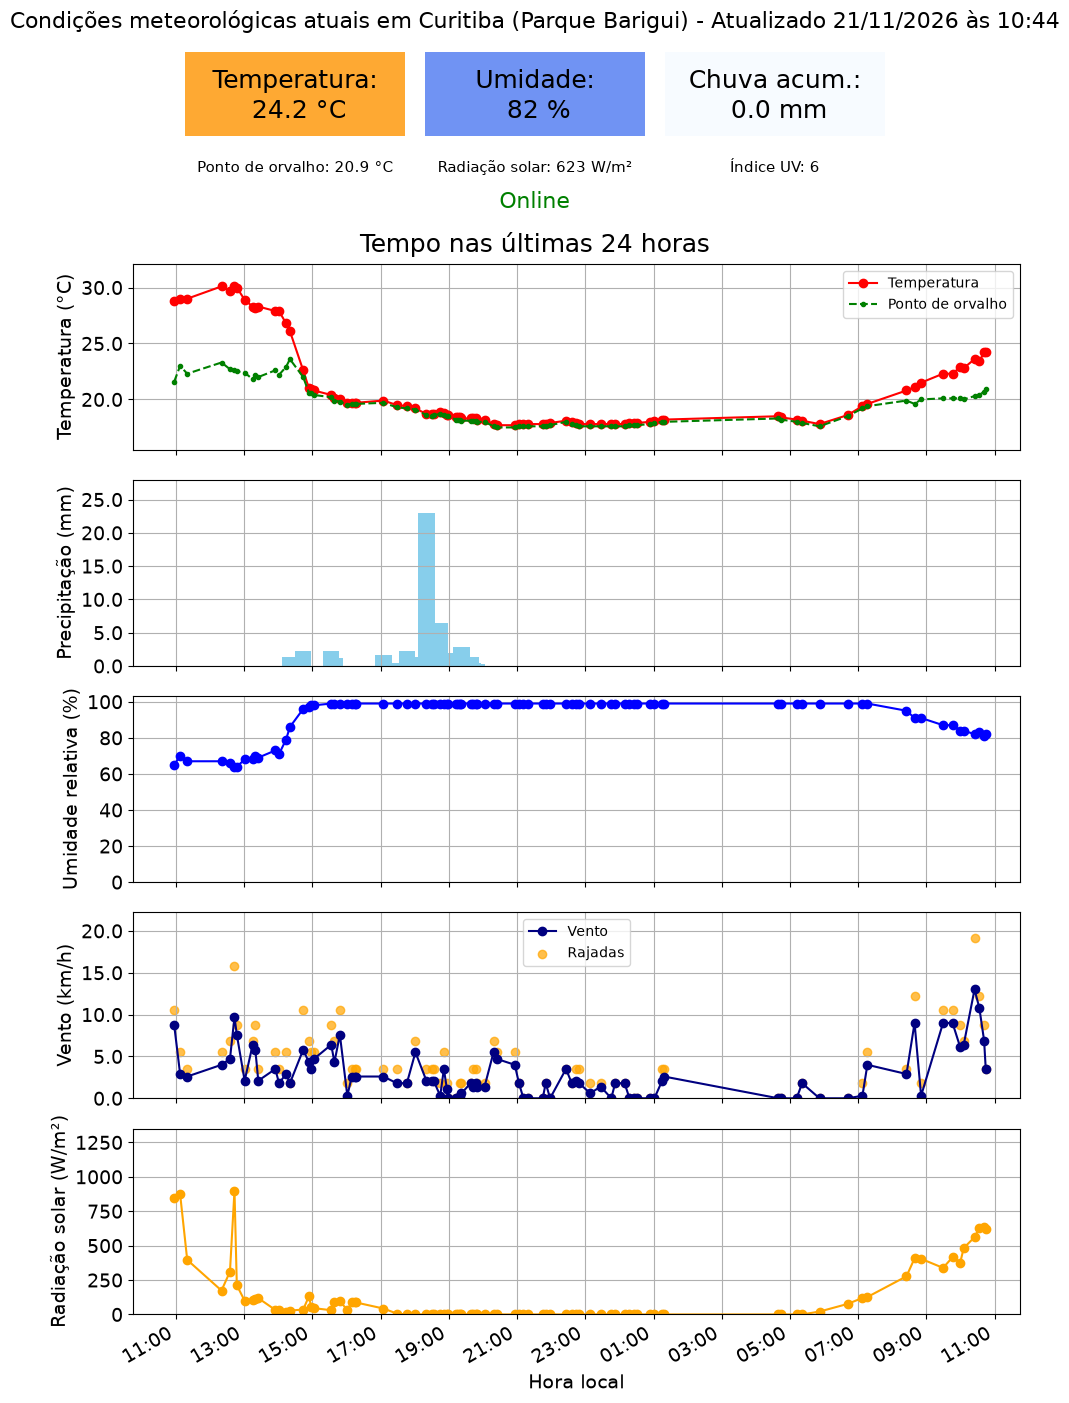 Condições meteorológicas atuais em Curitiba (Parque Barigui) - Atualizado 21/11/2026 às 10:44
Temperatura:
24.2 °C
Umidade:
82 %
Chuva acum.:
0.0 mm
Ponto de orvalho: 20.9 °C
Radiação solar: 623 W/m²
Índice UV: 6
Online
Tempo nas últimas 24 horas
Temperatura (°C)
30.0
25.0
20.0
Temperatura
Ponto de orvalho
Precipitação (mm)
25.0
20.0
15.0
10.0
5.0
0.0
Umidade relativa (%)
100
80
60
40
20
0
Vento (km/h)
20.0
15.0
10.0
5.0
0.0
Vento
Rajadas
Radiação solar (W/m²)
1250
1000
750
500
250
0
11:00
13:00
15:00
17:00
19:00
21:00
23:00
01:00
03:00
05:00
07:00
09:00
11:00
Hora local